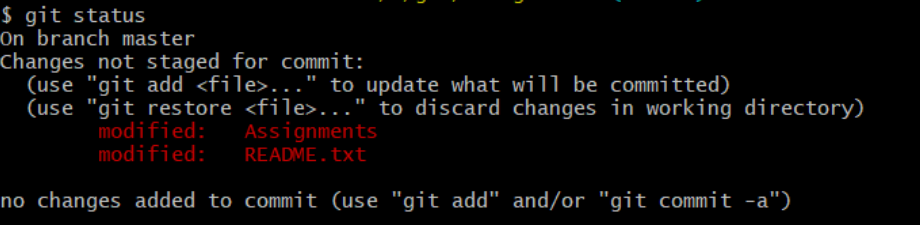 $ git status
On branch master
Changes not staged for commit:
  (use "git add <file>..." to update what will be committed)
  (use "git restore <file>..." to discard changes in working directory)
        modified:   Assignments
        modified:   README.txt

no changes added to commit (use "git add" and/or "git commit -a")